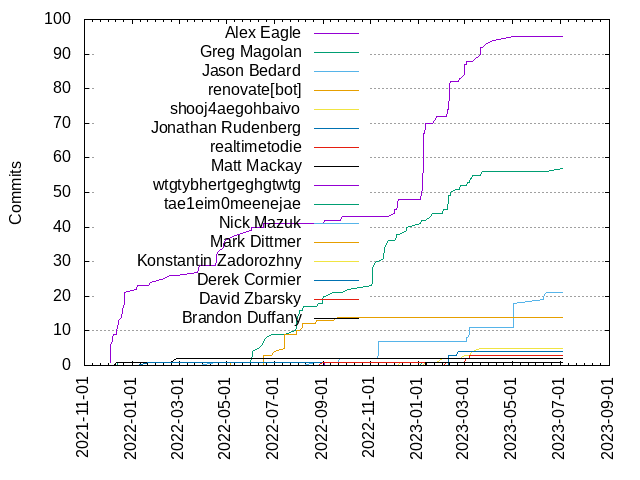 100
90
80
70
60
50
40
30
20
10
0
Commits
Alex Eagle
Greg Magolan
Jason Bedard
renovate[bot]
shooj4aegohbaivo
Jonathan Rudenberg
realtimetodie
Matt Mackay
wtgtybhertgeghgtwtg
tae1eim0meenejae
Nick Mazuk
Mark Dittmer
Konstantin Zadorozhny
Derek Cormier
David Zbarsky
Brandon Duffany
2021-11-01
2022-01-01
2022-03-01
2022-05-01
2022-07-01
2022-09-01
2022-11-01
2023-01-01
2023-03-01
2023-05-01
2023-07-01
2023-09-01